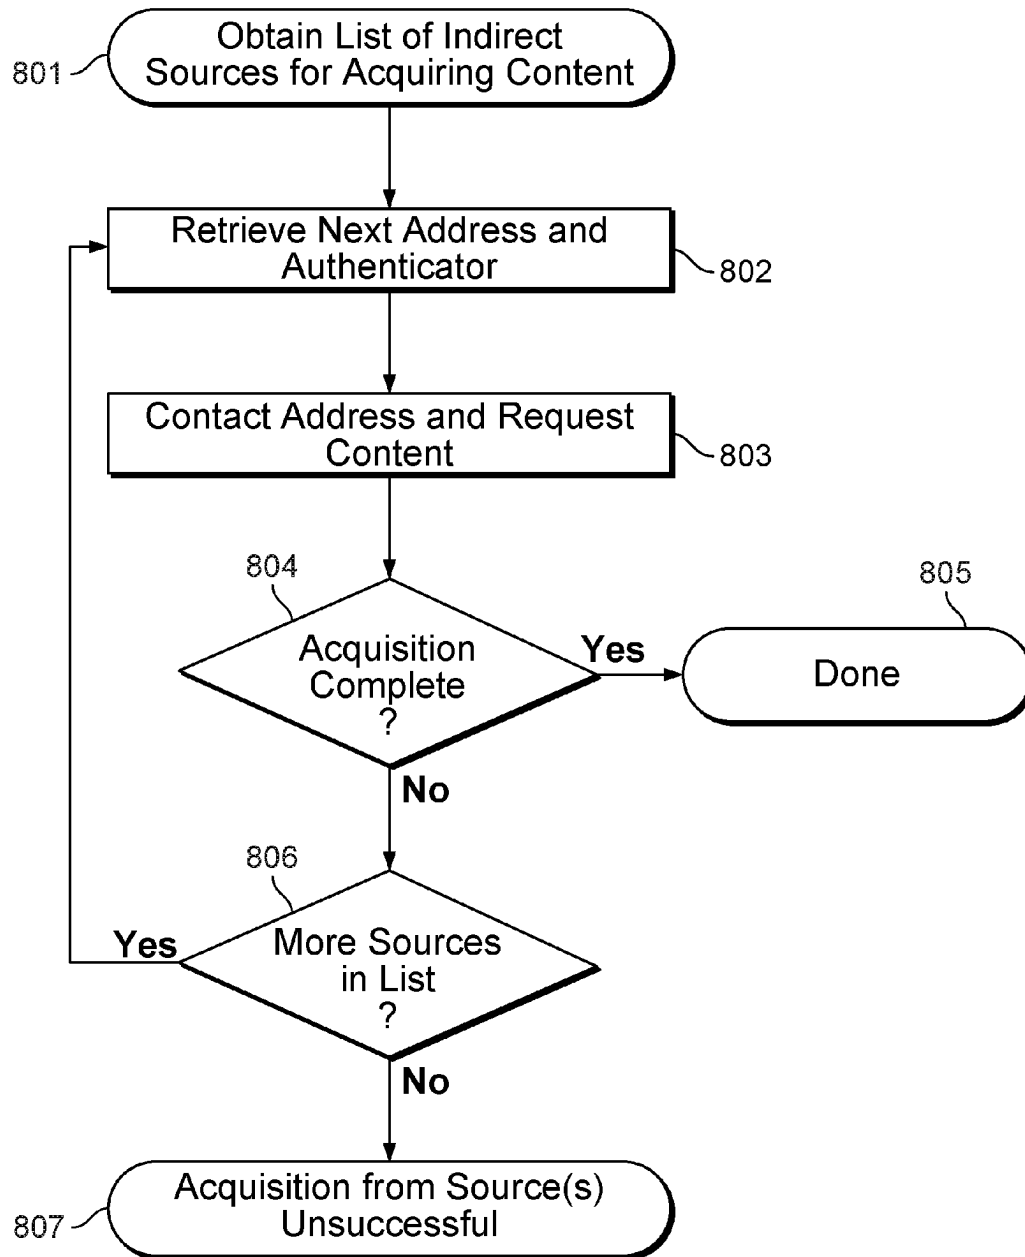 Obtain List of Indirect
Sources for Acquiring Content
801
Retrieve Next Address and
Authenticator
802
Contact Address and Request
Content
803
804
805
Acquisition
Complete
?
Yes
Done
No
806
Yes
More Sources
in List
?
No
Acquisition from Source(s)
Unsuccessful
807